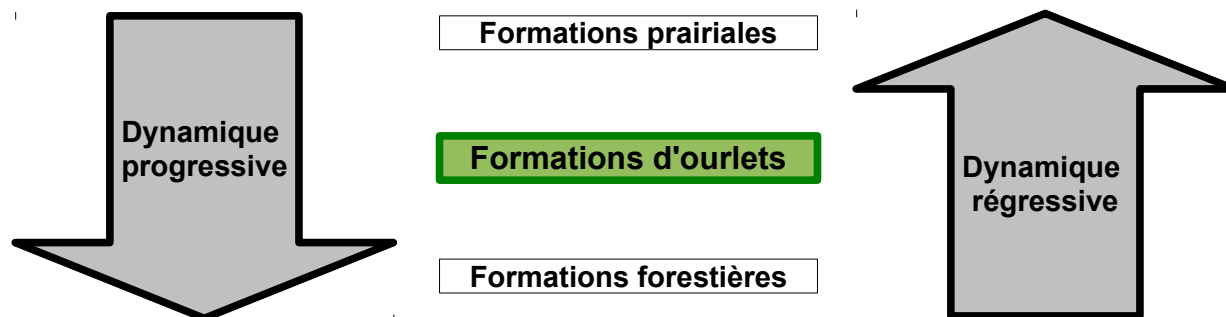 Formations prairiales
Dynamique
progressive
Formations d'ourlets
Dynamique
régressive
Formations forestières